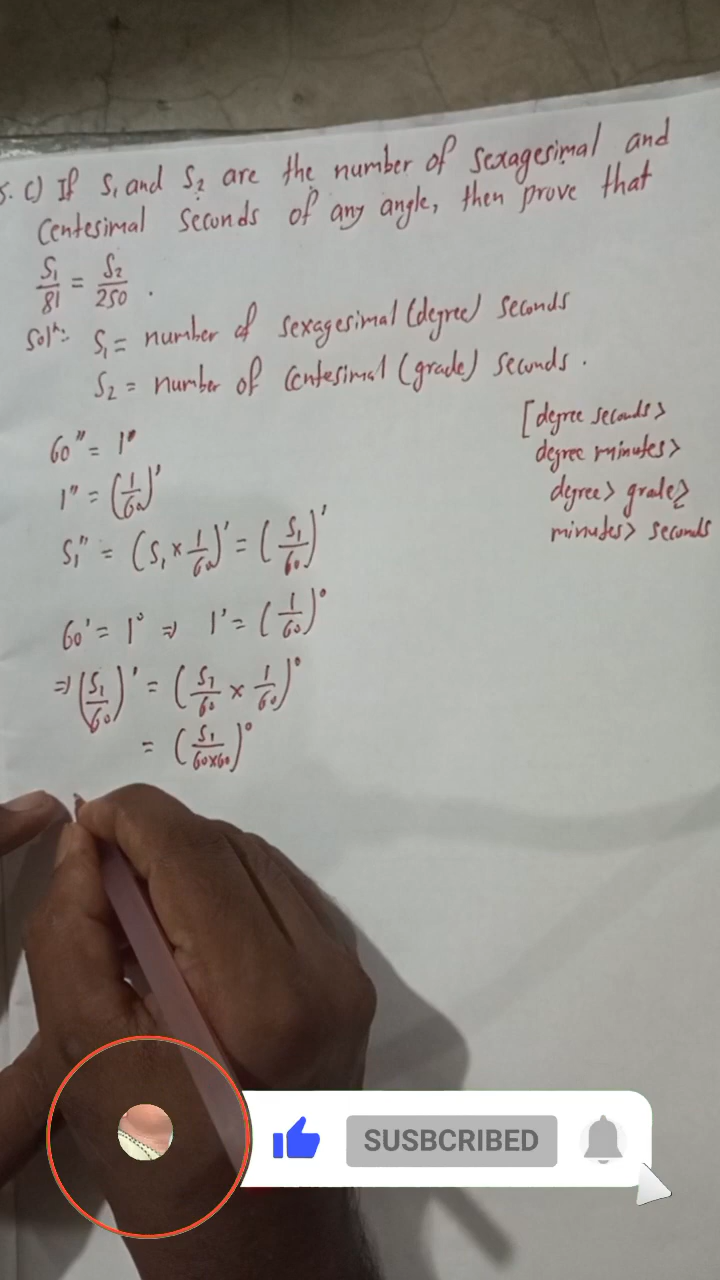 5. c) If S₁ and S₂ are the number of sexagesimal and
Centesimal seconds of any angle, then prove that
S₁/81 = S₂/250 .
Solⁿ: S₁ = number of sexagesimal (degree) seconds
S₂ = number of centesimal (grade) seconds .
[degree seconds>
degree minutes>
degree> grade>
minutes> seconds
60" = 1'
1" = (1/60)'
S₁" = (S₁ × 1/60)' = (S₁/60)'
60' = 1° ⇒ 1' = (1/60)°
⇒ (S₁/60)' = (S₁/60 × 1/60)°
= (S₁/60×60)°
SUSBCRIBED